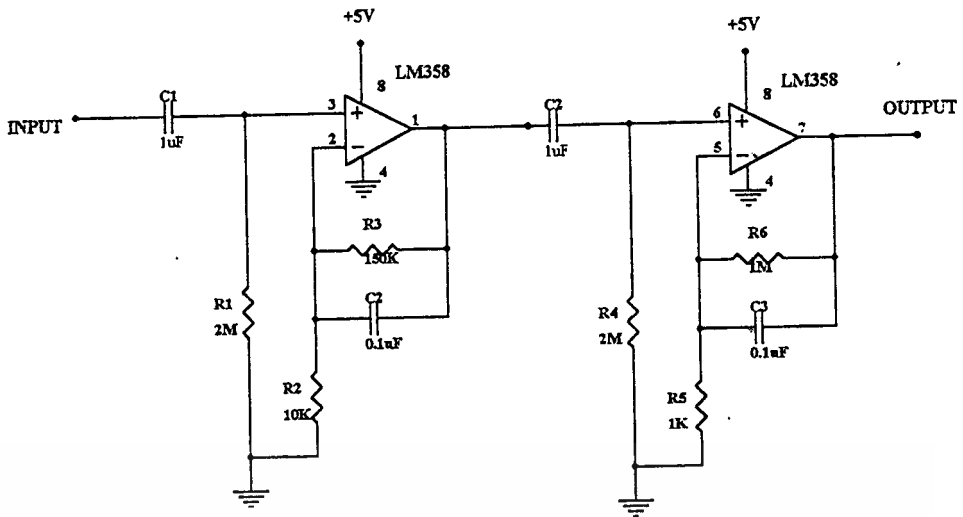 +5V
+5V
8
LM358
8
LM358
C1
C2
OUTPUT
INPUT
3
+
1
6
+
7
1uF
2
−
1uF
5
−
4
4
R3
150K
R6
1M
R1
2M
C2
0.1uF
R4
2M
C3
0.1uF
R2
10K
R5
1K